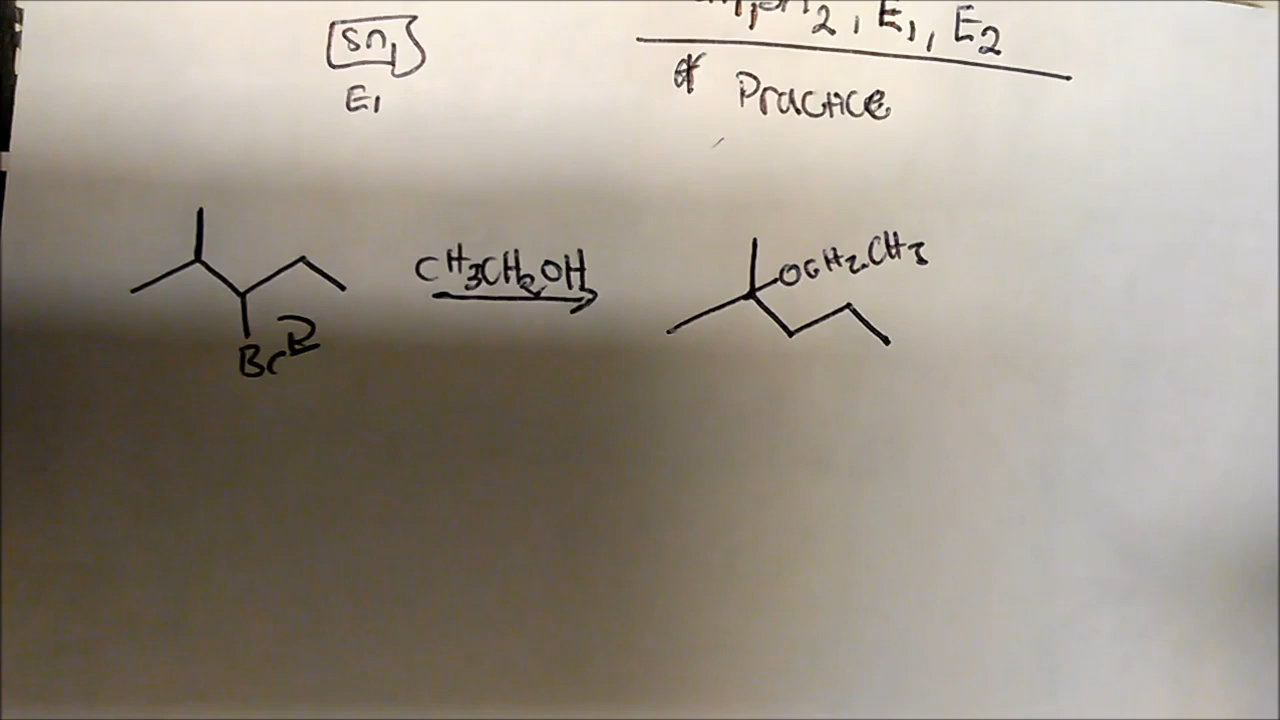 Sn1
E1
2, E1, E2
* Practice
CH3CH2OH
OCH2CH3
Br